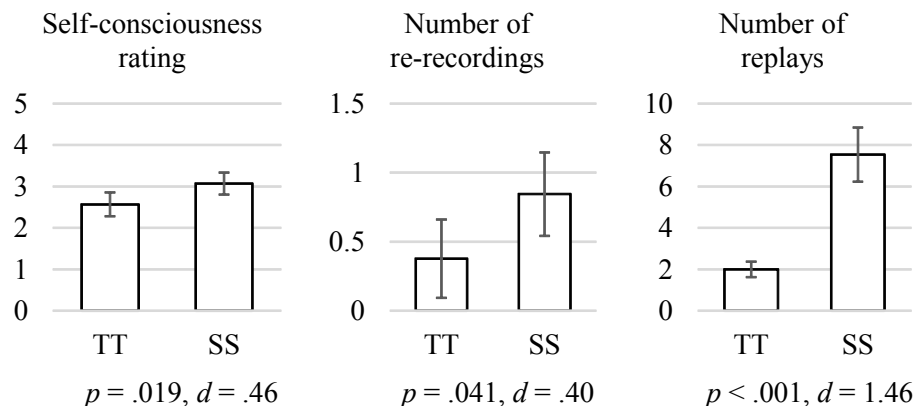 Self-consciousness
rating
5
4
3
2
1
0
TT SS
p = .019, d = .46
Number of
re-recordings
1.5
1
0.5
0
TT SS
p = .041, d = .40
Number of
replays
10
8
6
4
2
0
TT SS
p < .001, d = 1.46